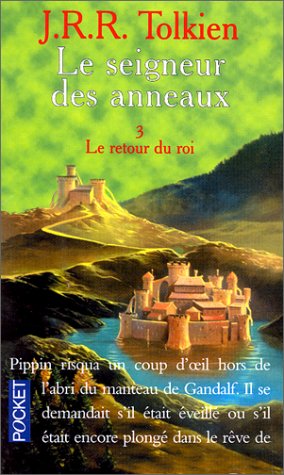 J.R.R. Tolkien
Le seigneur
des anneaux
3
Le retour du roi
Pippin risqua un coup d'œil hors de
l'abri du manteau de Gandalf. Il se
demandait s'il était éveille ou s'il
était encore plongé dans le rêve de
POCKET